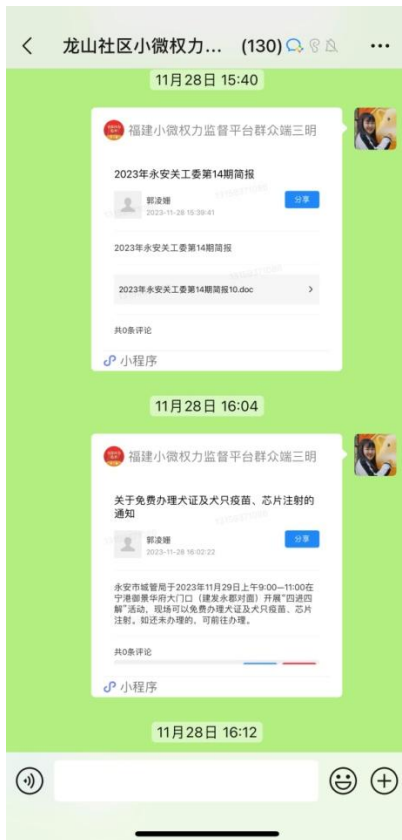 龙山社区小微权力... (130)
11月28日 15:40
福建小微权力监督平台群众端三明
2023年永安关工委第14期简报
郭凌姗
分享
2023-11-28 15:39:41
2023年永安关工委第14期简报
2023年永安关工委第14期简报10.doc
共0条评论
小程序
11月28日 16:04
福建小微权力监督平台群众端三明
关于免费办理犬证及犬只疫苗、芯片注射的
通知
郭凌姗
分享
2023-11-28 16:02:22
永安市城管局于2023年11月29日上午9:00—11:00在
宁港御景华府大门口（建发永郡对面）开展“四进四
解”活动，现场可以免费办理犬证及犬只疫苗、芯片
注射。如还未办理的，可前往办理。
共0条评论
小程序
11月28日 16:12